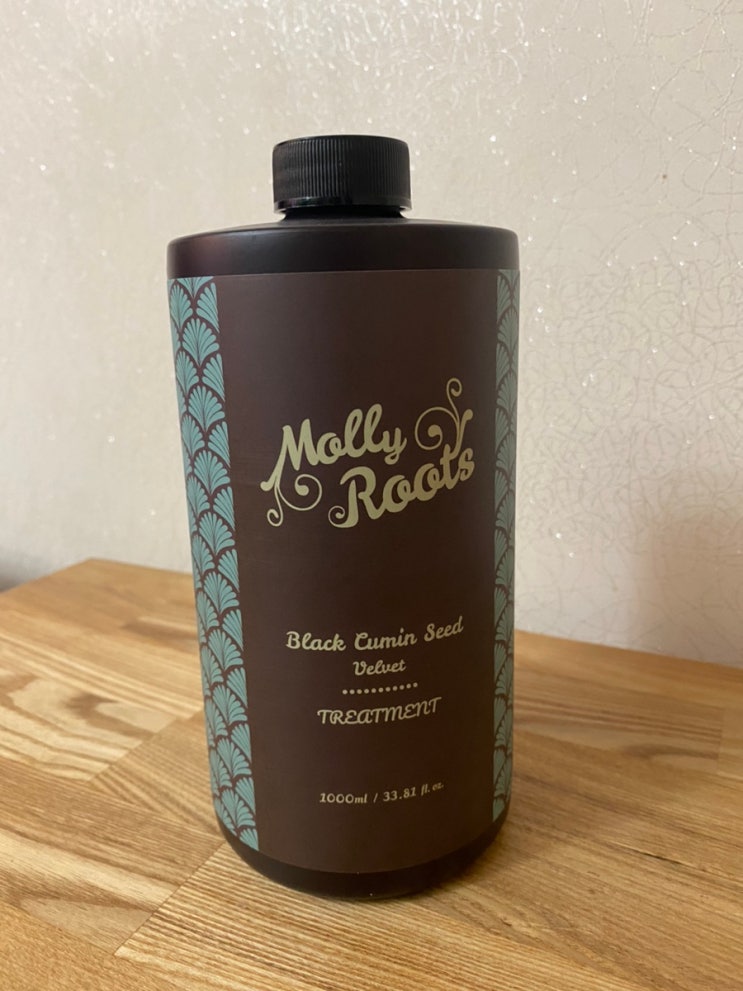 Molly
Roots
Black Cumin Seed
Velvet
TREATMENT
1000ml / 33.81 fl. oz.